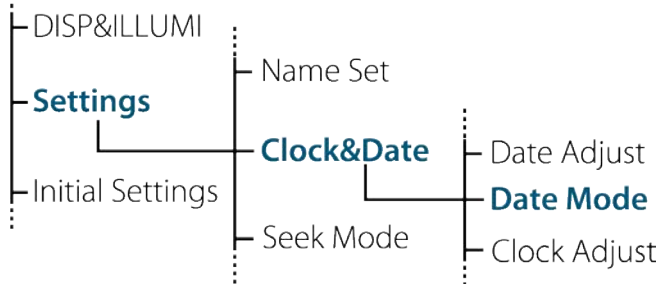 DISP&ILLUMI
Settings
Initial Settings
Name Set
Clock&Date
Seek Mode
Date Adjust
Date Mode
Clock Adjust